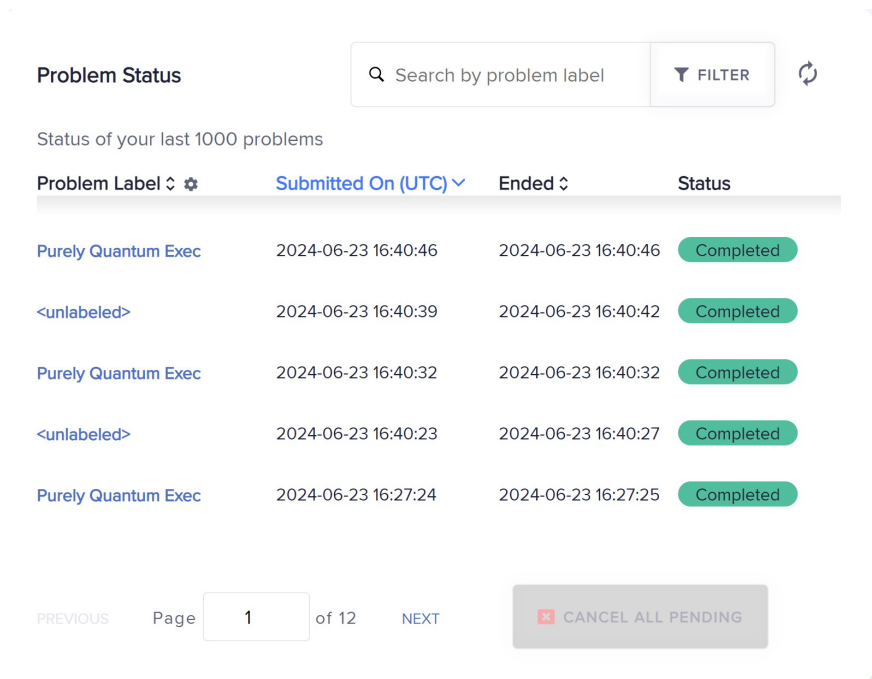 Problem Status
Search by problem label
FILTER
Status of your last 1000 problems
Problem Label Submitted On (UTC) Ended Status
Purely Quantum Exec 2024-06-23 16:40:46 2024-06-23 16:40:46 Completed
<unlabeled> 2024-06-23 16:40:39 2024-06-23 16:40:42 Completed
Purely Quantum Exec 2024-06-23 16:40:32 2024-06-23 16:40:32 Completed
<unlabeled> 2024-06-23 16:40:23 2024-06-23 16:40:27 Completed
Purely Quantum Exec 2024-06-23 16:27:24 2024-06-23 16:27:25 Completed
PREVIOUS Page 1 of 12 NEXT CANCEL ALL PENDING